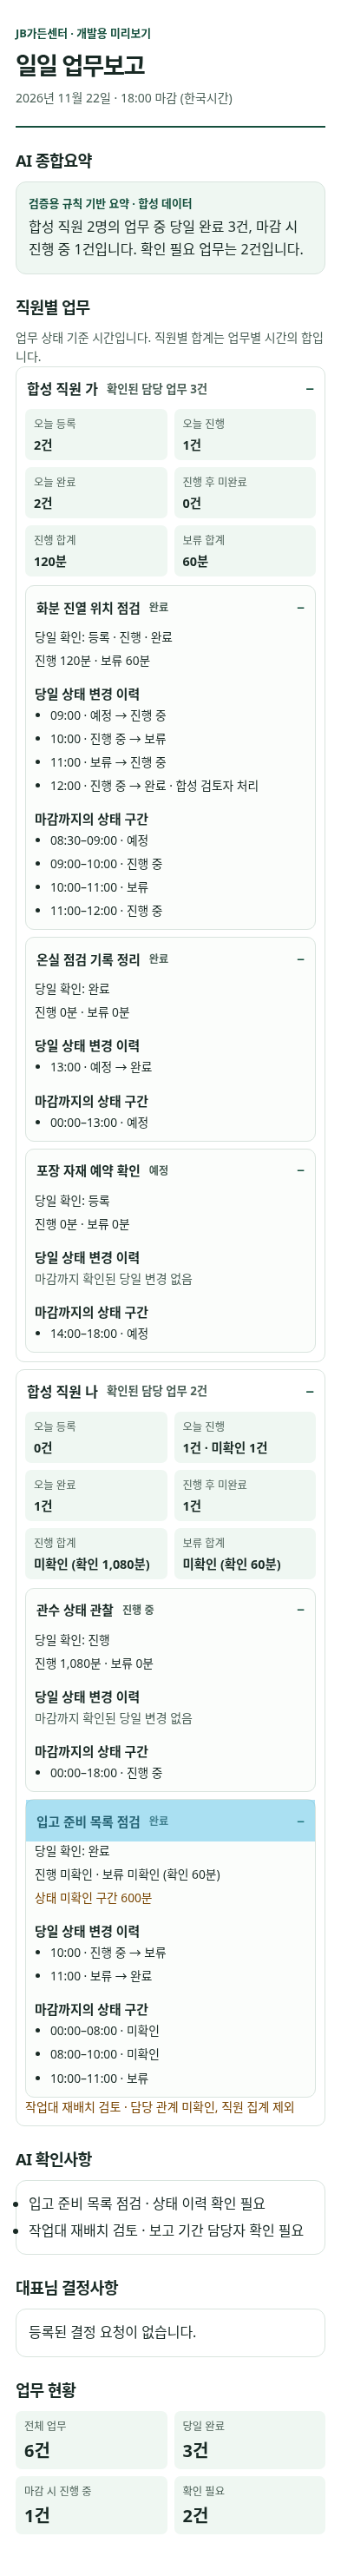 JB가든센터 · 개발용 미리보기
일일 업무보고
2026년 11월 22일 · 18:00 마감 (한국시간)
AI 종합요약
검증용 규칙 기반 요약 · 합성 데이터
합성 직원 2명의 업무 중 당일 완료 3건, 마감 시
진행 중 1건입니다. 확인 필요 업무는 2건입니다.
직원별 업무
업무 상태 기준 시간입니다. 직원별 합계는 업무별 시간의 합입
니다.
합성 직원 가 확인된 담당 업무 3건 −
오늘 등록
2건
오늘 진행
1건
오늘 완료
2건
진행 후 미완료
0건
진행 합계
120분
보류 합계
60분
화분 진열 위치 점검 완료 −
당일 확인: 등록 · 진행 · 완료
진행 120분 · 보류 60분
당일 상태 변경 이력
• 09:00 · 예정 → 진행 중
• 10:00 · 진행 중 → 보류
• 11:00 · 보류 → 진행 중
• 12:00 · 진행 중 → 완료 · 합성 검토자 처리
마감까지의 상태 구간
• 08:30–09:00 · 예정
• 09:00–10:00 · 진행 중
• 10:00–11:00 · 보류
• 11:00–12:00 · 진행 중
온실 점검 기록 정리 완료 −
당일 확인: 완료
진행 0분 · 보류 0분
당일 상태 변경 이력
• 13:00 · 예정 → 완료
마감까지의 상태 구간
• 00:00–13:00 · 예정
포장 자재 예약 확인 예정 −
당일 확인: 등록
진행 0분 · 보류 0분
당일 상태 변경 이력
마감까지 확인된 당일 변경 없음
마감까지의 상태 구간
• 14:00–18:00 · 예정
합성 직원 나 확인된 담당 업무 2건 −
오늘 등록
0건
오늘 진행
1건 · 미확인 1건
오늘 완료
1건
진행 후 미완료
1건
진행 합계
미확인 (확인 1,080분)
보류 합계
미확인 (확인 60분)
관수 상태 관찰 진행 중 −
당일 확인: 진행
진행 1,080분 · 보류 0분
당일 상태 변경 이력
마감까지 확인된 당일 변경 없음
마감까지의 상태 구간
• 00:00–18:00 · 진행 중
입고 준비 목록 점검 완료 −
당일 확인: 완료
진행 미확인 · 보류 미확인 (확인 60분)
상태 미확인 구간 600분
당일 상태 변경 이력
• 10:00 · 진행 중 → 보류
• 11:00 · 보류 → 완료
마감까지의 상태 구간
• 00:00–08:00 · 미확인
• 08:00–10:00 · 미확인
• 10:00–11:00 · 보류
작업대 재배치 검토 · 담당 관계 미확인, 직원 집계 제외
AI 확인사항
• 입고 준비 목록 점검 · 상태 이력 확인 필요
• 작업대 재배치 검토 · 보고 기간 담당자 확인 필요
대표님 결정사항
등록된 결정 요청이 없습니다.
업무 현황
전체 업무
6건
당일 완료
3건
마감 시 진행 중
1건
확인 필요
2건